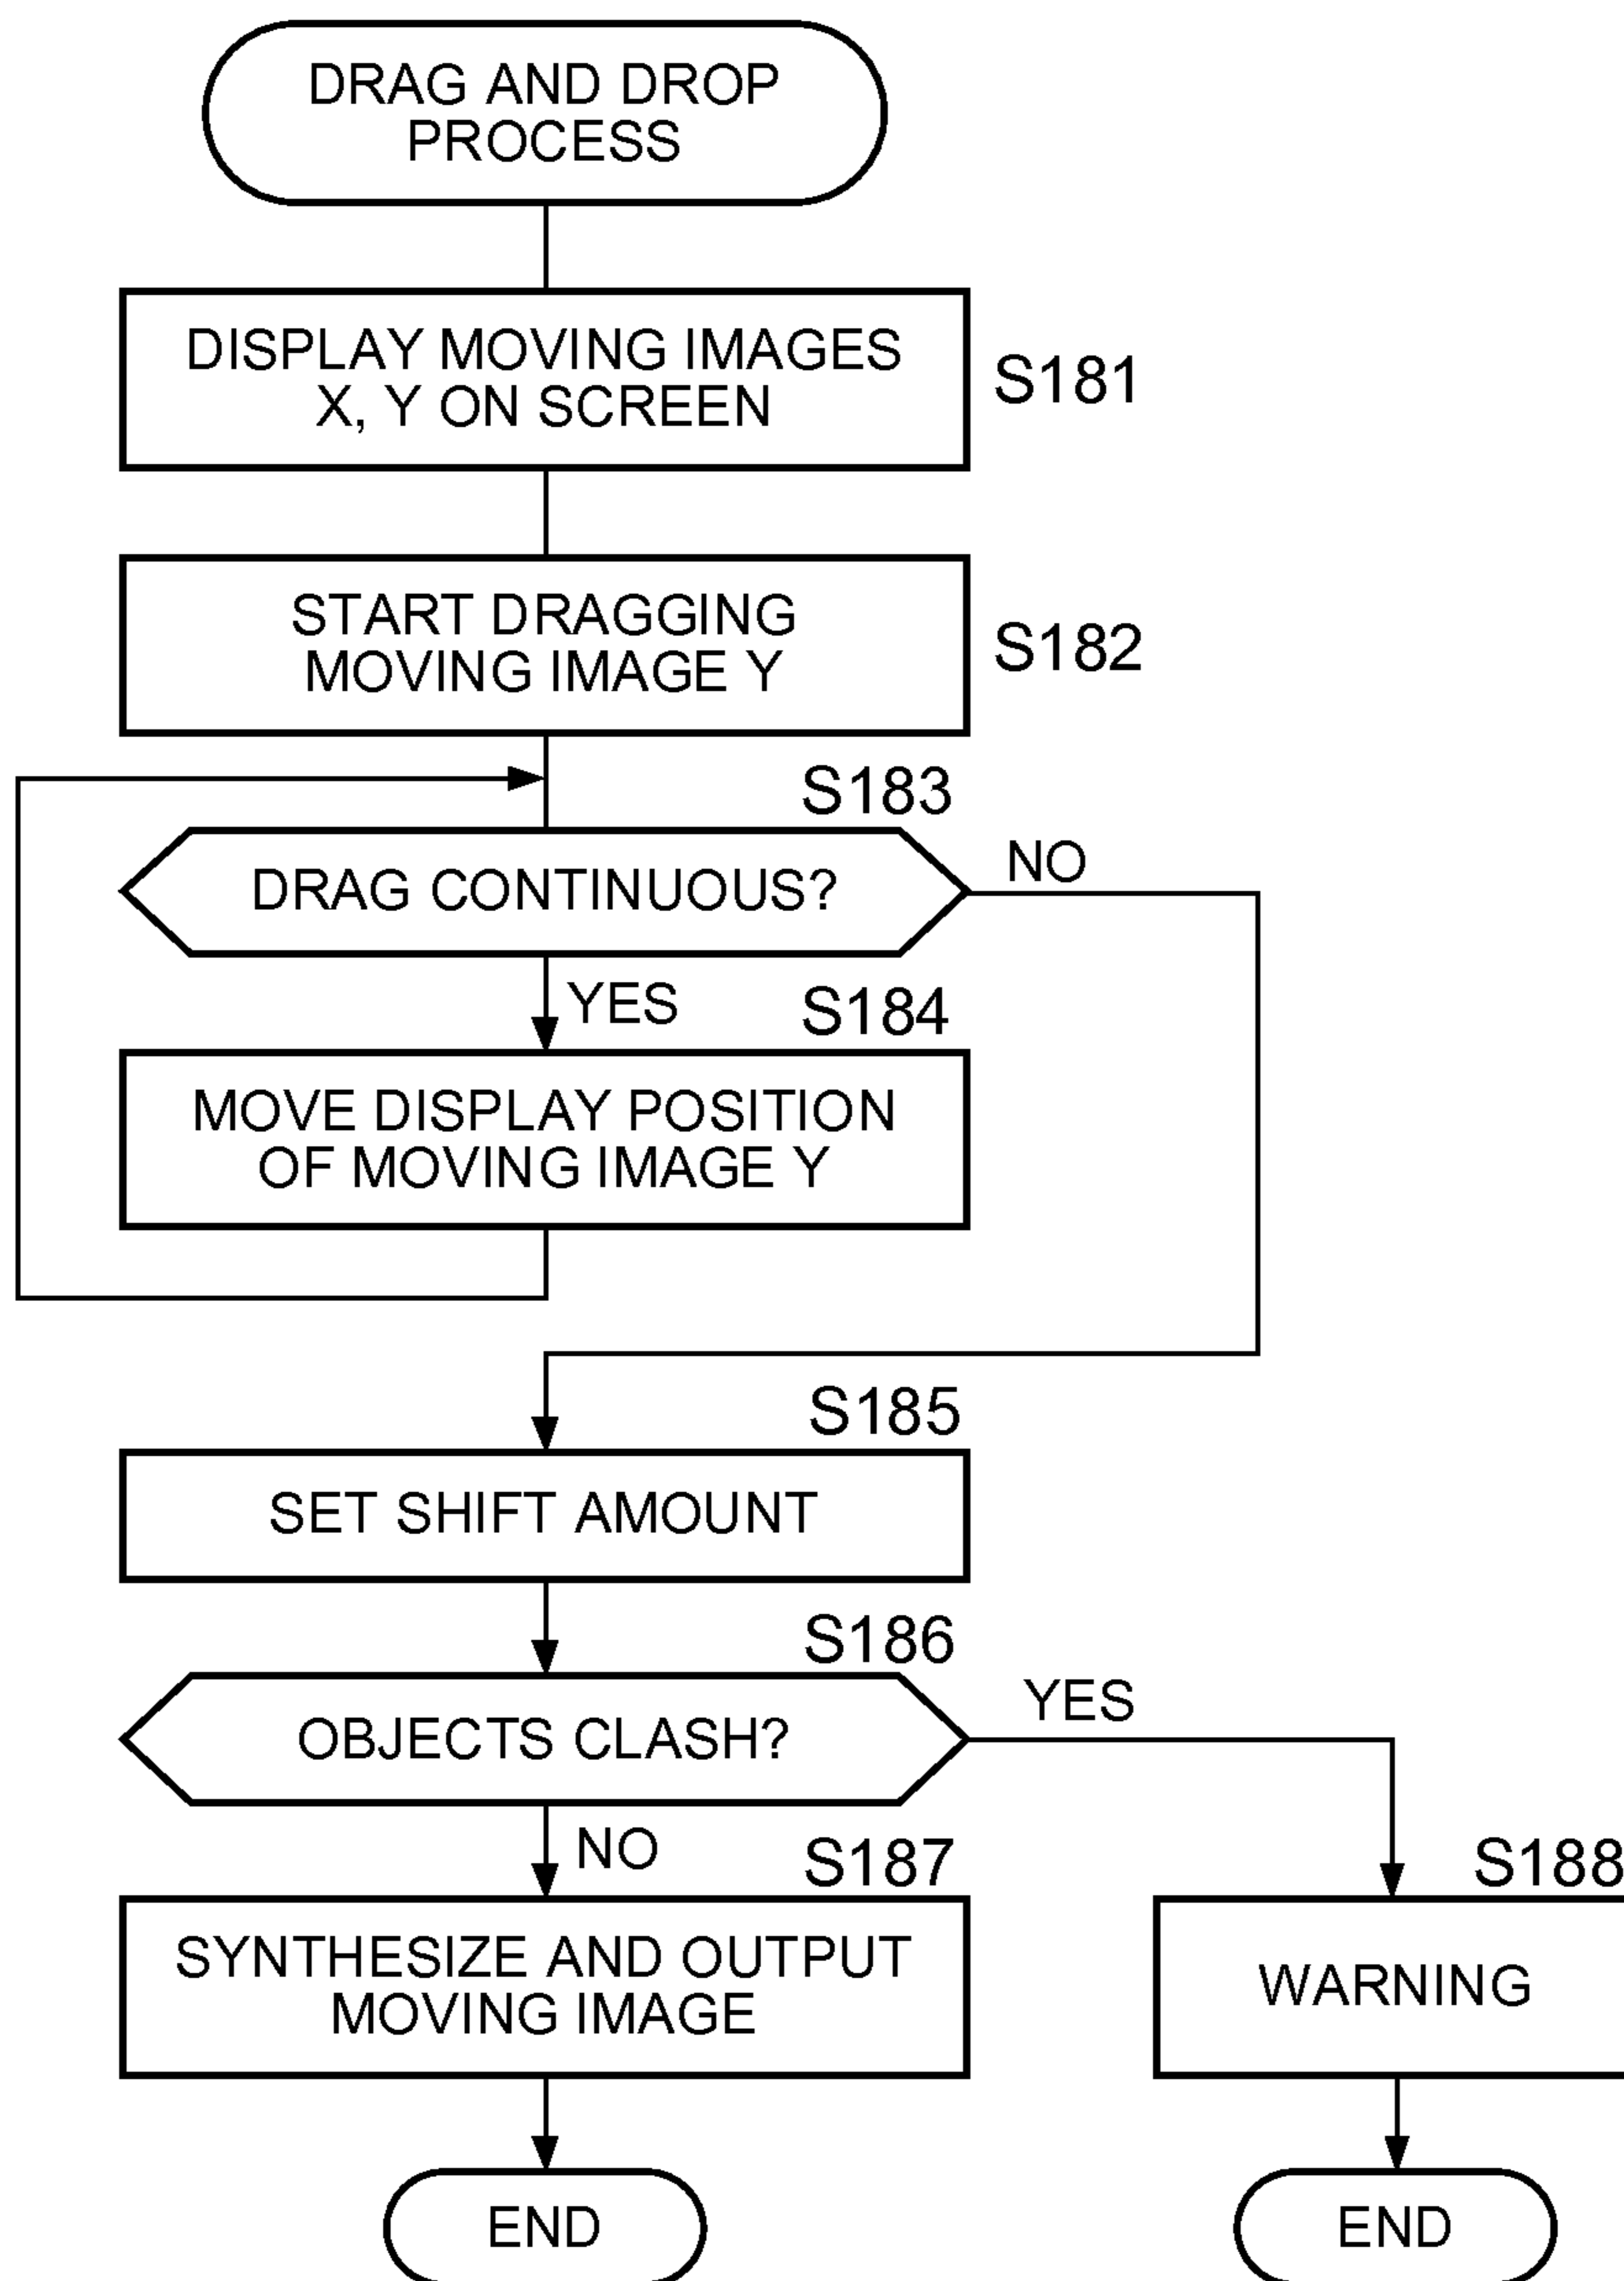 DRAG AND DROP
PROCESS
DISPLAY MOVING IMAGES
X, Y ON SCREEN
S181
START DRAGGING
MOVING IMAGE Y
S182
S183
DRAG CONTINUOUS?
NO
YES
S184
MOVE DISPLAY POSITION
OF MOVING IMAGE Y
S185
SET SHIFT AMOUNT
S186
OBJECTS CLASH?
YES
NO
S187
SYNTHESIZE AND OUTPUT
MOVING IMAGE
S188
WARNING
END
END